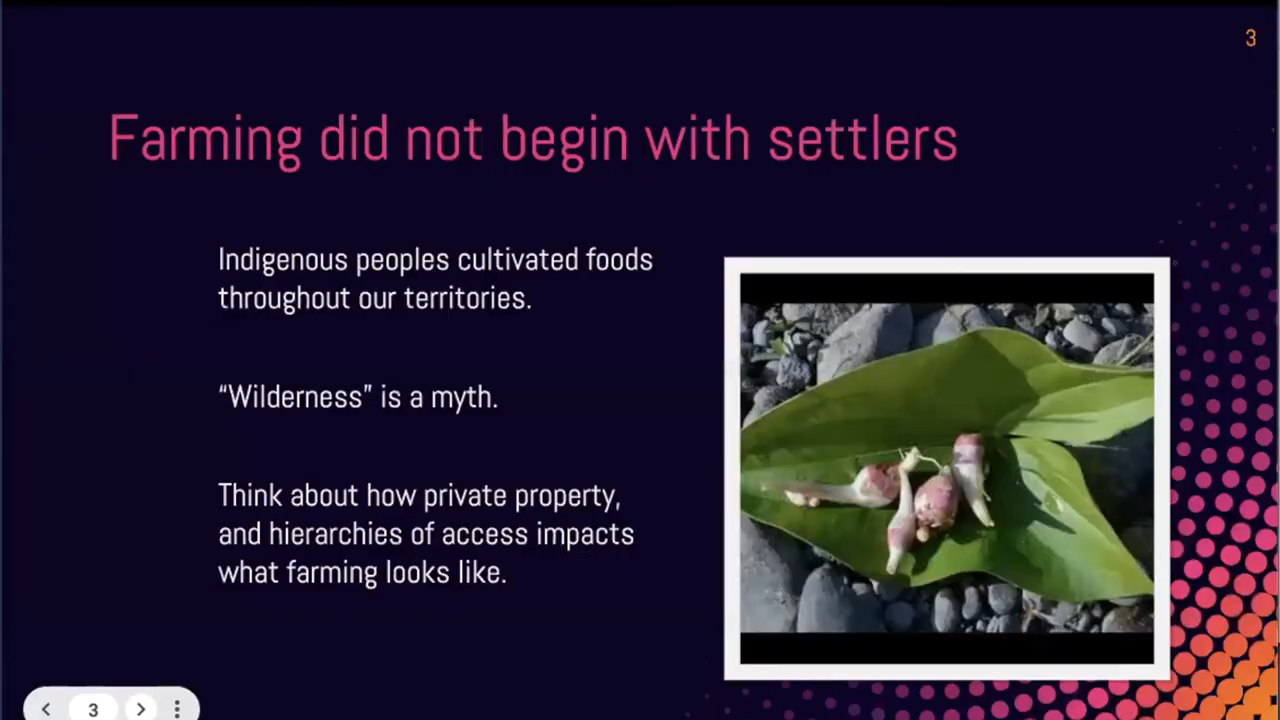 3
Farming did not begin with settlers
Indigenous peoples cultivated foods
throughout our territories.
“Wilderness” is a myth.
Think about how private property,
and hierarchies of access impacts
what farming looks like.
3